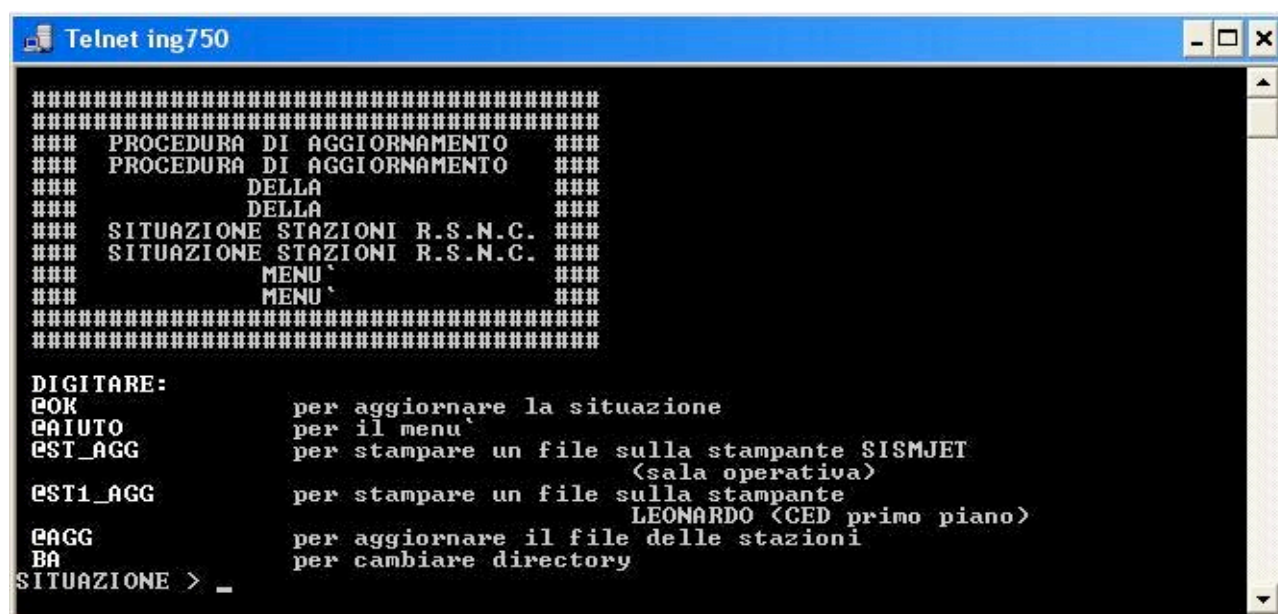 Telnet ing750
#####################################
#####################################
### PROCEDURA DI AGGIORNAMENTO ###
### PROCEDURA DI AGGIORNAMENTO ###
### DELLA ###
### DELLA ###
### SITUAZIONE STAZIONI R.S.N.C. ###
### SITUAZIONE STAZIONI R.S.N.C. ###
### MENU` ###
### MENU` ###
#####################################
#####################################
DIGITARE:
@OK per aggiornare la situazione
@AIUTO per il menu`
@ST_AGG per stampare un file sulla stampante SISMJET
(sala operativa)
@ST1_AGG per stampare un file sulla stampante
LEONARDO (CED primo piano)
@AGG per aggiornare il file delle stazioni
BA per cambiare directory
SITUAZIONE > _